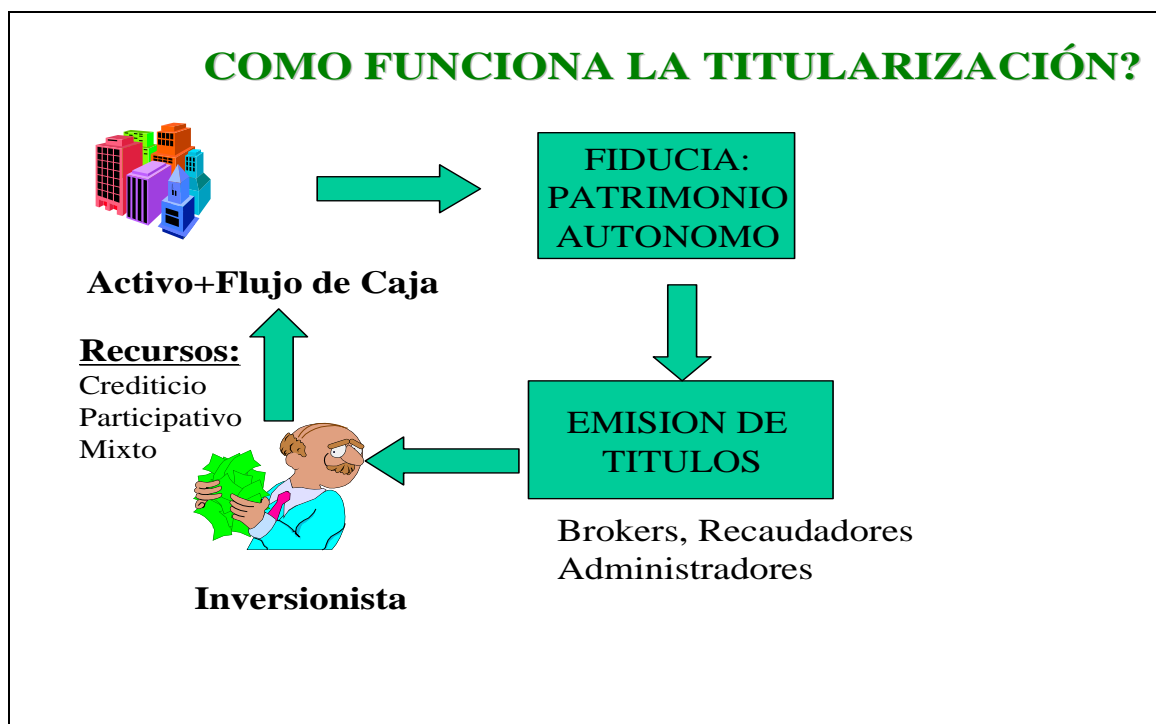 COMO FUNCIONA LA TITULARIZACIÓN?
FIDUCIA:
PATRIMONIO
AUTONOMO
Activo+Flujo de Caja
Recursos:
Crediticio
Participativo
Mixto
EMISION DE
TITULOS
Brokers, Recaudadores
Administradores
Inversionista